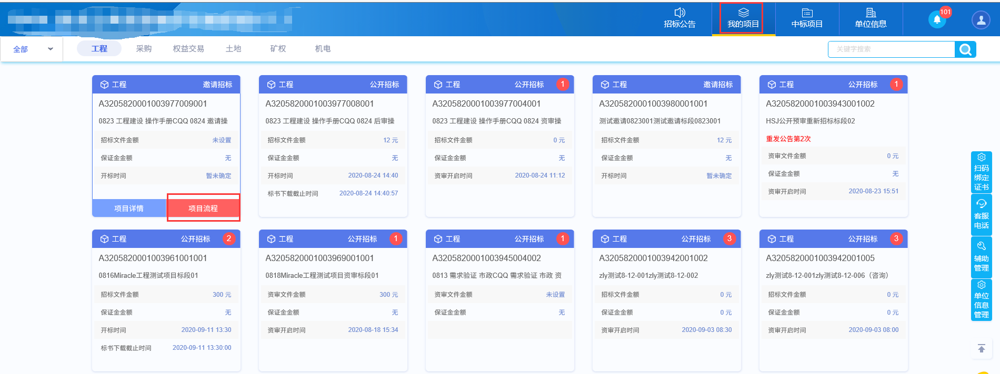 招标公告
我的项目
中标项目
单位信息
101
全部
工程
采购
权益交易
土地
矿权
机电
关键字搜索
工程 邀请招标
A3205820001003977009001
0823 工程建设 操作手册CQQ 0824 邀请操
招标文件金额 未设置
保证金金额 无
开标时间 暂未确定
项目详情 项目流程
工程 公开招标
A3205820001003977008001
0823 工程建设 操作手册CQQ 0824 后审操
招标文件金额 12 元
保证金金额 无
开标时间 2020-08-24 14:40
标书下载截止时间 2020-08-24 14:40:57
工程 公开招标 1
A3205820001003977004001
0823 工程建设 操作手册CQQ 0824 资审操
招标文件金额 0 元
保证金金额 无
资审开启时间 2020-08-24 11:12
工程 邀请招标
A3205820001003980001001
测试邀请0823001测试邀请标段0823001
招标文件金额 12 元
保证金金额 无
开标时间 暂未确定
工程 公开招标 1
A3205820001003943001002
HSJ公开预审重新招标标段02
重发公告第2次
资审文件金额 0 元
保证金金额 无
资审开启时间 2020-08-23 15:51
工程 公开招标 2
A3205820001003961001001
0816Miracle工程测试项目标段01
招标文件金额 300 元
保证金金额 无
开标时间 2020-09-11 13:30
标书下载截止时间 2020-09-11 13:30:00
工程 公开招标 1
A3205820001003969001001
0818Miracle工程测试项目资审标段01
资审文件金额 300 元
保证金金额 无
资审开启时间 2020-08-18 15:34
工程 公开招标 1
A3205820001003945004002
0813 需求验证 市政CQQ 需求验证 市政 资
资审文件金额 未设置
保证金金额 无
工程 公开招标 3
A3205820001003942001002
zly测试8-12-001zly测试8-12-002
招标文件金额 0 元
保证金金额 0 元
资审开启时间 2020-09-03 08:30
工程 公开招标 3
A3205820001003942001005
zly测试8-12-001zly测试8-12-006（咨询）
招标文件金额 0 元
保证金金额 0 元
资审开启时间 2020-09-03 08:00
扫码
绑定
证书
客服
电话
辅助
管理
单位
信息
管理